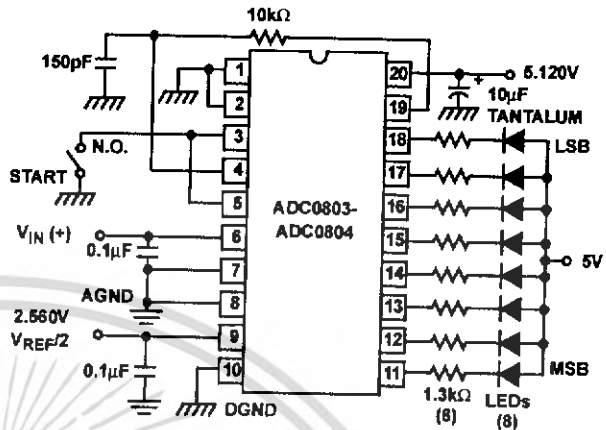 10kΩ
150pF
1
2
3
4
5
6
7
8
9
10
20
19
18
17
16
15
14
13
12
11
5.120V
10µF
TANTALUM
LSB
N.O.
START
ADC0803-
ADC0804
VIN (+)
0.1µF
AGND
5V
2.560V
VREF/2
0.1µF
DGND
1.3kΩ
(8)
LEDs
(8)
MSB